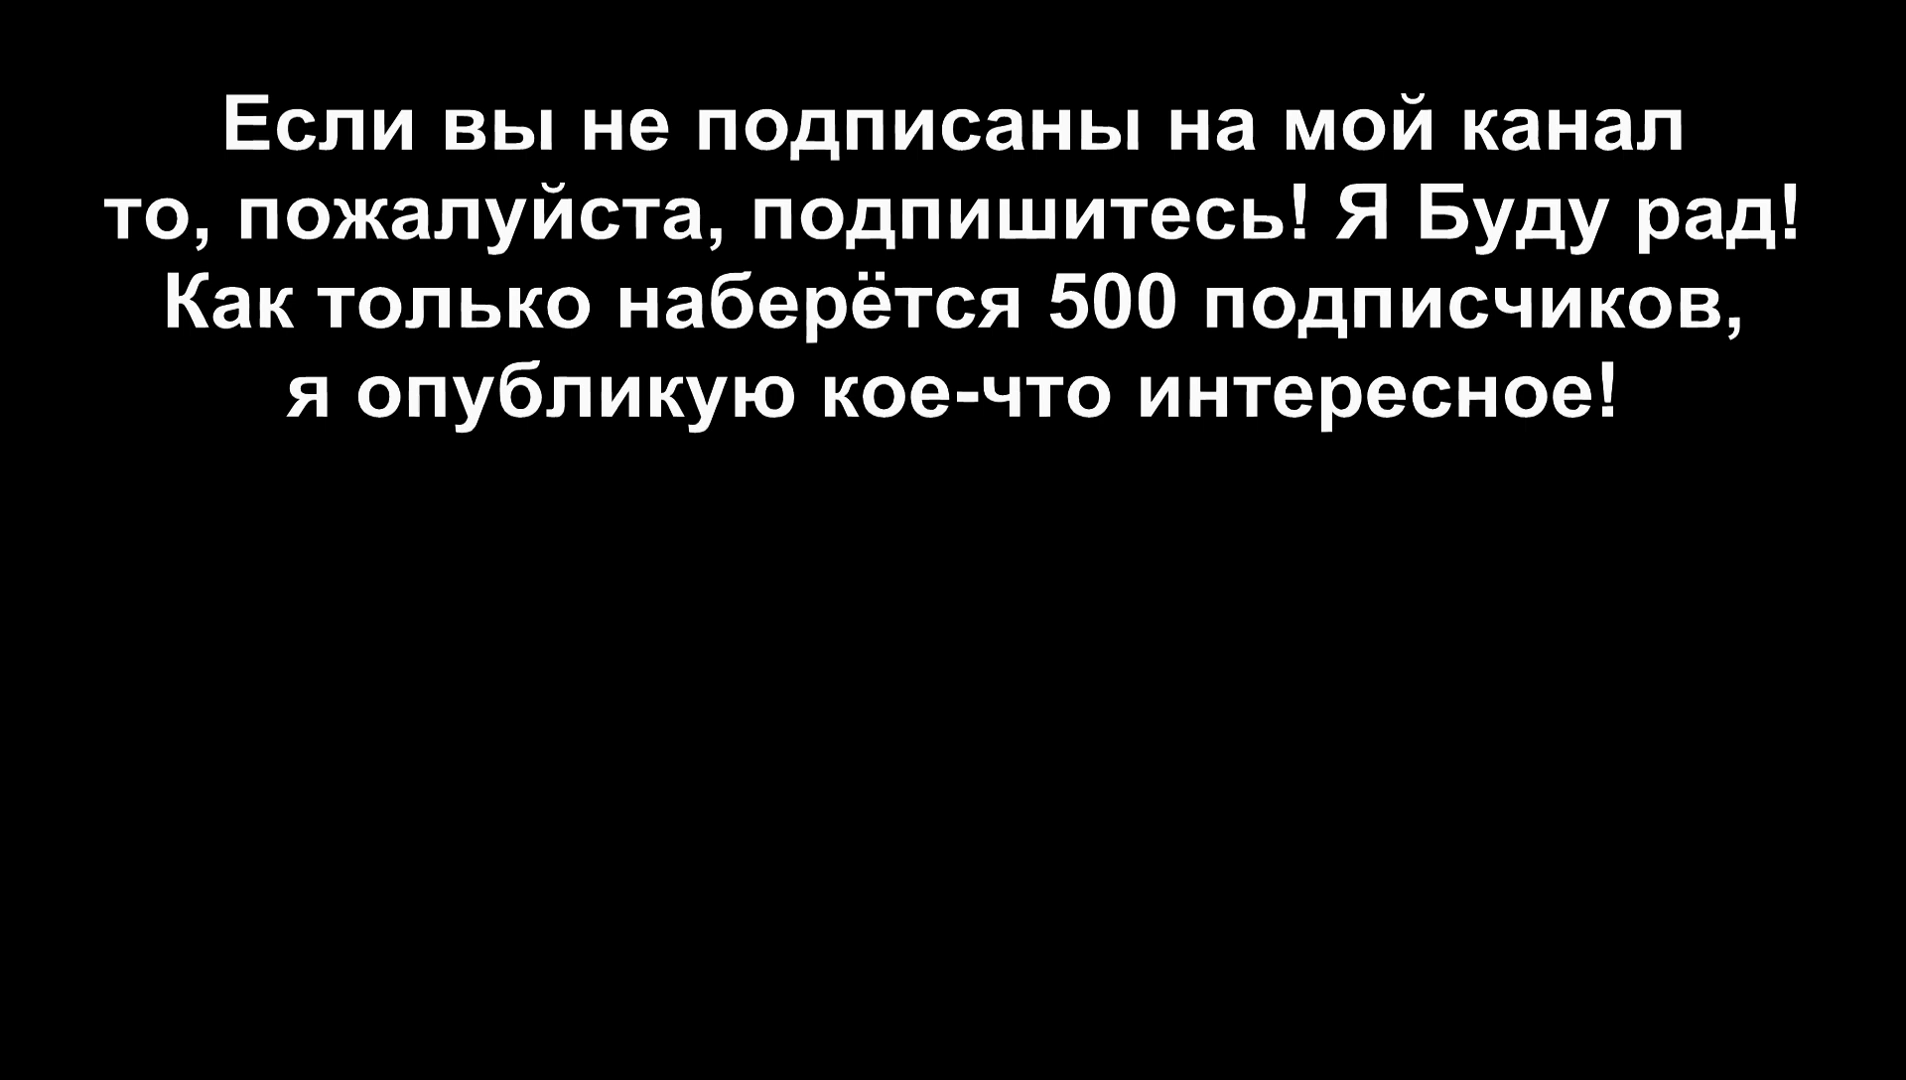 Если вы не подписаны на мой канал
то, пожалуйста, подпишитесь! Я Буду рад!
Как только наберётся 500 подписчиков,
я опубликую кое-что интересное!